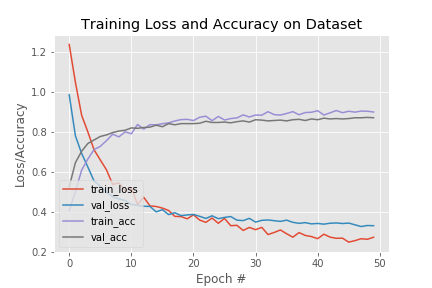 Training Loss and Accuracy on Dataset
Loss/Accuracy
1.2
1.0
0.8
0.6
0.4
0.2
train_loss
val_loss
train_acc
val_acc
0 10 20 30 40 50
Epoch #